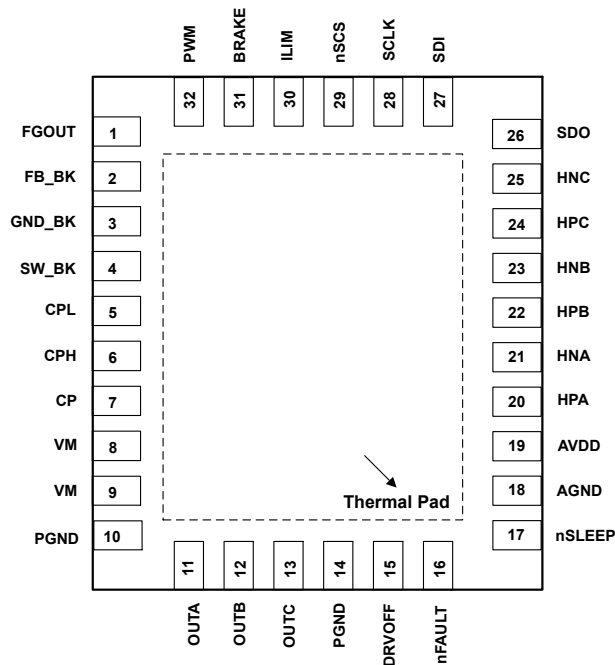 PWM
BRAKE
ILIM
nSCS
SCLK
SDI
32
31
30
29
28
27
FGOUT 1
FB_BK 2
GND_BK 3
SW_BK 4
CPL 5
CPH 6
CP 7
VM 8
VM 9
PGND 10
26 SDO
25 HNC
24 HPC
23 HNB
22 HPB
21 HNA
20 HPA
19 AVDD
18 AGND
17 nSLEEP
Thermal Pad
11
12
13
14
15
16
OUTA
OUTB
OUTC
PGND
DRVOFF
nFAULT